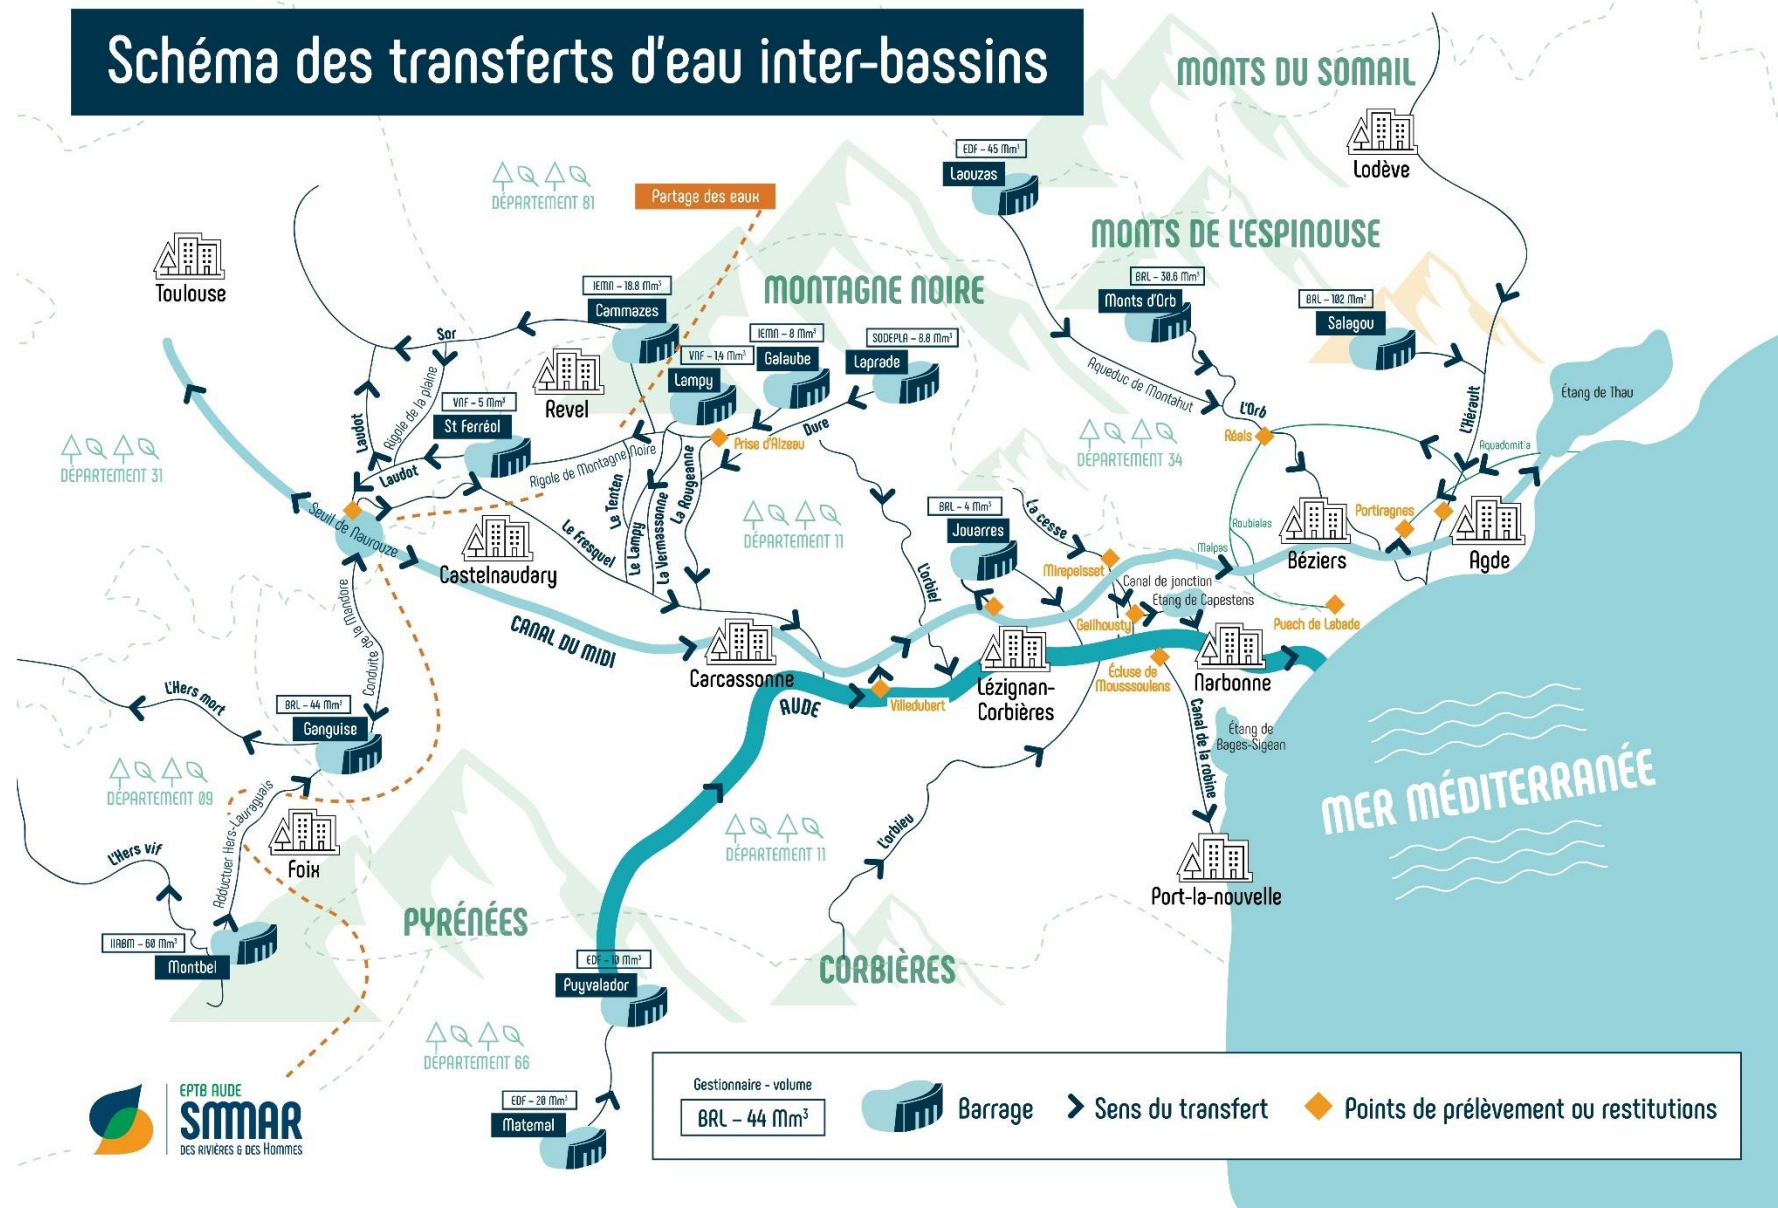 Schéma des transferts d'eau inter-bassins
MONTS DU SOMAIL
Lodève
EDF – 45 Mm³
Laouzas
DÉPARTEMENT 81
Partage des eaux
MONTS DE L'ESPINOUSE
Toulouse
IEMN – 18.8 Mm³
Cammazes
MONTAGNE NOIRE
BRL – 30.6 Mm³
Monts d'Orb
BRL – 102 Mm³
Salagou
Sor
IEMN – 8 Mm³
Galaube
SODEPLA – 8.8 Mm³
Laprade
VNF – 1,4 Mm³
Lampy
Revel
Aqueduc de Montahut
L'Orb
Étang de Thau
Rigole de la plaine
Laudot
VNF – 5 Mm³
St Ferréol
Dure
Prise d'Alzeau
Réals
L'Hérault
Aquadomitia
DÉPARTEMENT 31
DÉPARTEMENT 34
Laudot
Rigole de Montagne Noire
Le Tenten
Le Lampy
La Vermassonne
La Rougeanne
DÉPARTEMENT 11
BRL – 4 Mm³
Jouarres
La cesse
Portiragnes
Roubialas
Seuil de Naurouze
Castelnaudary
Le Fresquel
L'orbiel
Mirepeisset
Malpas
Béziers
Agde
Canal de jonction
Etang de Capestens
Gailhousty
Puech de Labade
Conduite de la Mandore
CANAL DU MIDI
Carcassonne
AUDE
Villedubert
Lézignan-
Corbières
Écluse de
Mousssoulens
Narbonne
L'Hers mort
BRL – 44 Mm³
Ganguise
Étang de
Bages-Sigean
Canal de la robine
DÉPARTEMENT 09
Adductuer Hers-Lauraguais
MER MÉDITERRANÉE
L'Hers vif
Foix
DÉPARTEMENT 11
L'orbieu
Port-la-nouvelle
PYRÉNÉES
IIABM – 60 Mm³
Montbel
CORBIÈRES
EDF – 10 Mm³
Puyvalador
DÉPARTEMENT 66
EDF – 20 Mm³
Matemal
EPTB AUDE
SMMAR
DES RIVIÈRES & DES HOMMES
Gestionnaire - volume
BRL – 44 Mm³
Barrage
Sens du transfert
Points de prélèvement ou restitutions